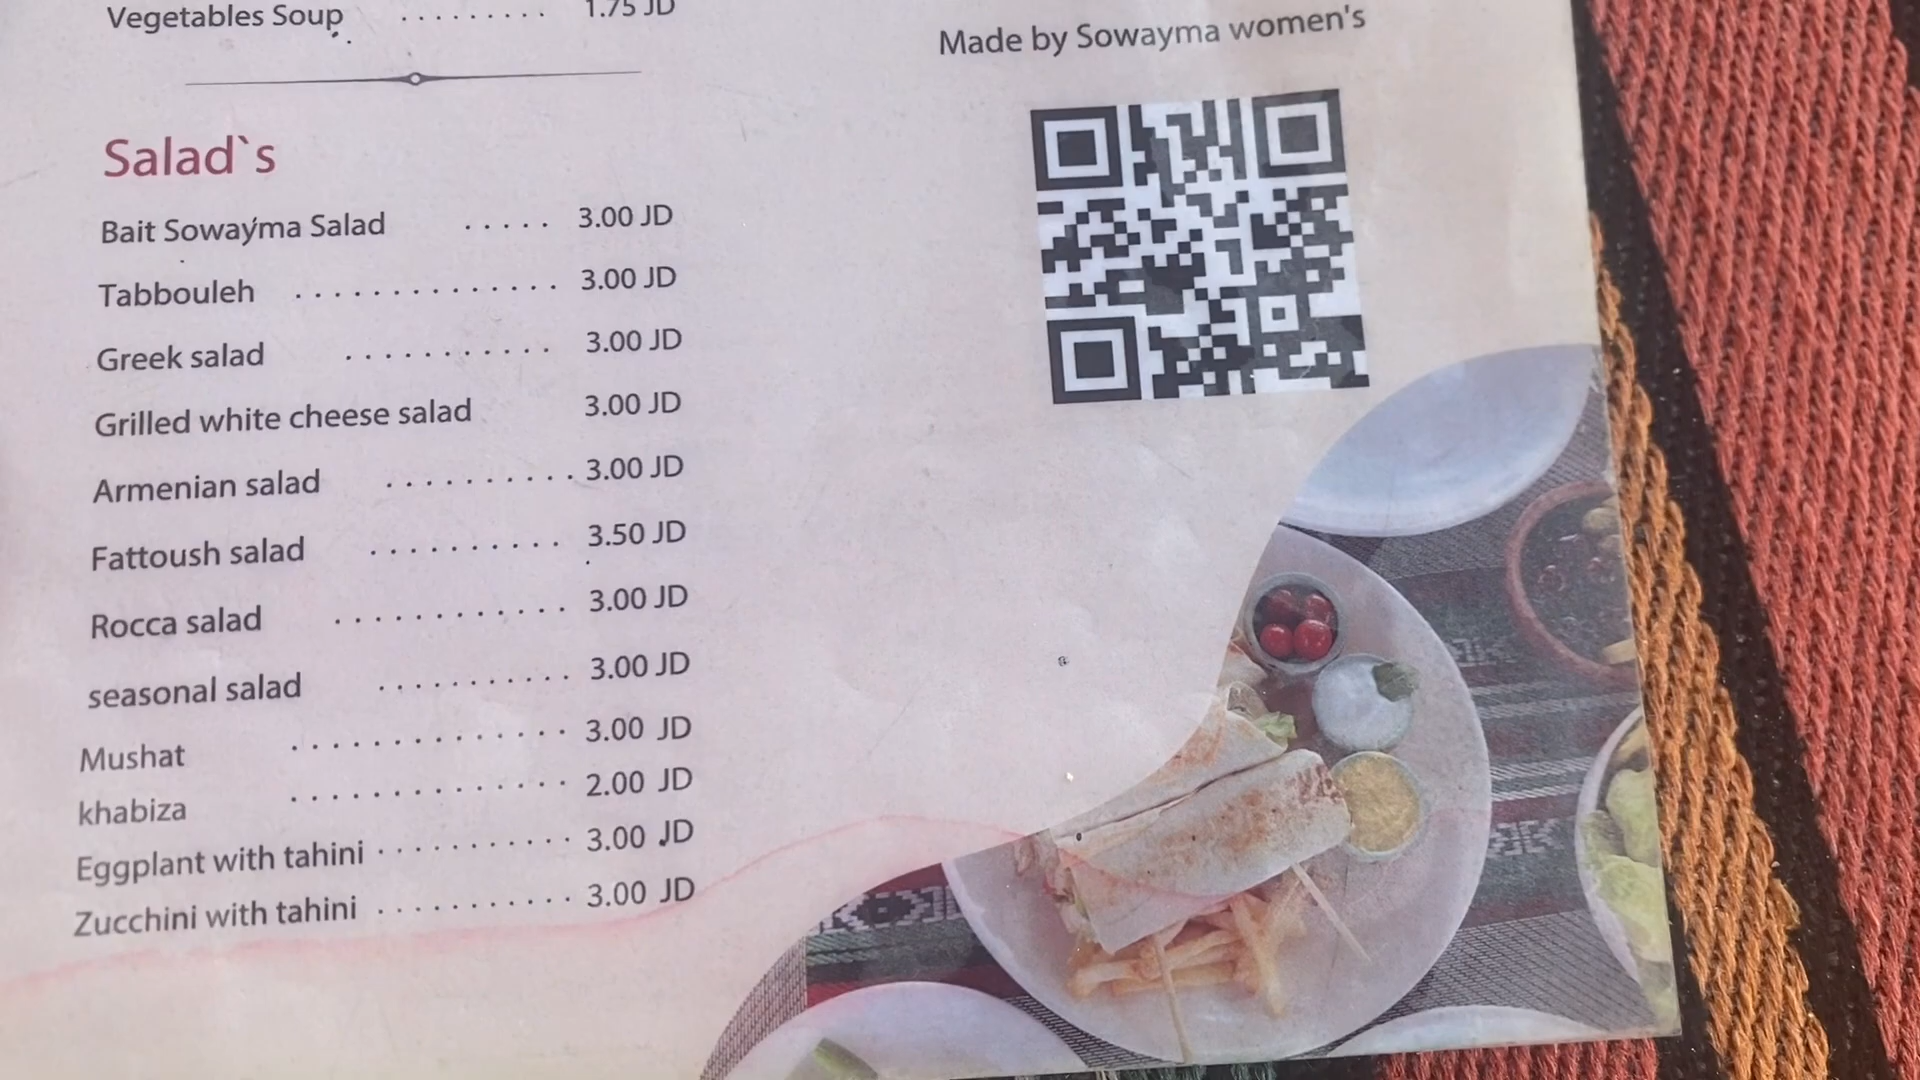 Vegetables Soup ......... 1.75 JD
Made by Sowayma women's
Salad`s
Bait Sowayma Salad ..... 3.00 JD
Tabbouleh .............. 3.00 JD
Greek salad ........... 3.00 JD
Grilled white cheese salad 3.00 JD
Armenian salad .......... 3.00 JD
Fattoush salad .......... 3.50 JD
Rocca salad ........... 3.00 JD
seasonal salad ........... 3.00 JD
Mushat .............. 3.00 JD
khabiza .............. 2.00 JD
Eggplant with tahini ........... 3.00 JD
Zucchini with tahini ........... 3.00 JD